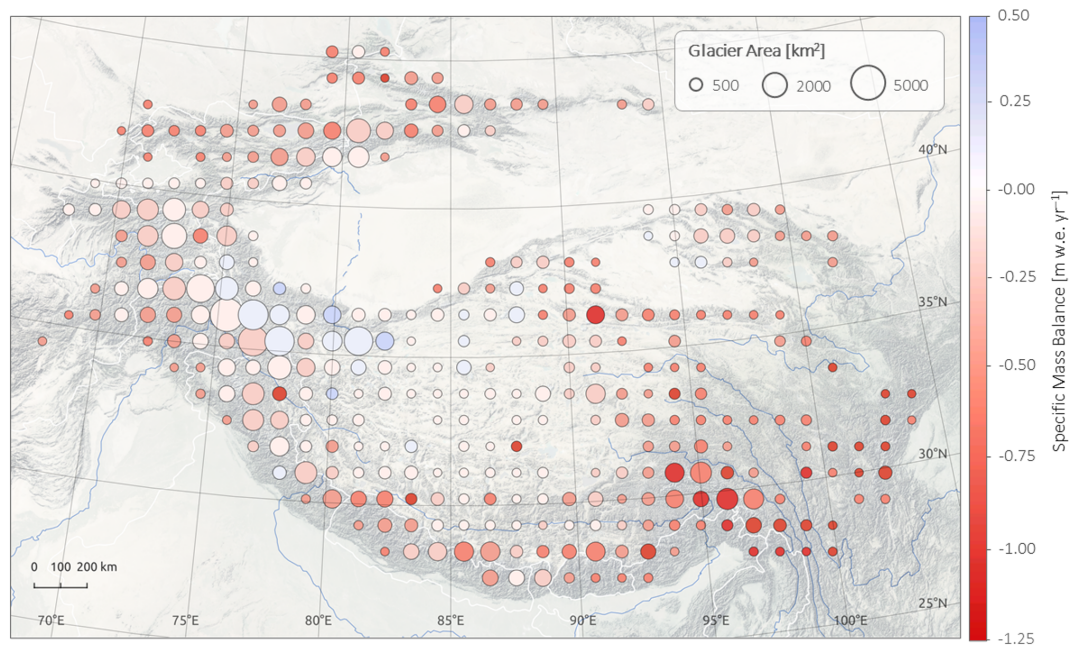 Glacier Area [km²]
500 2000 5000
0.50
0.25
-0.00
-0.25
-0.50
-0.75
-1.00
-1.25
Specific Mass Balance [m w.e. yr⁻¹]
40°N
35°N
30°N
25°N
0 100 200 km
70°E 75°E 80°E 85°E 90°E 95°E 100°E